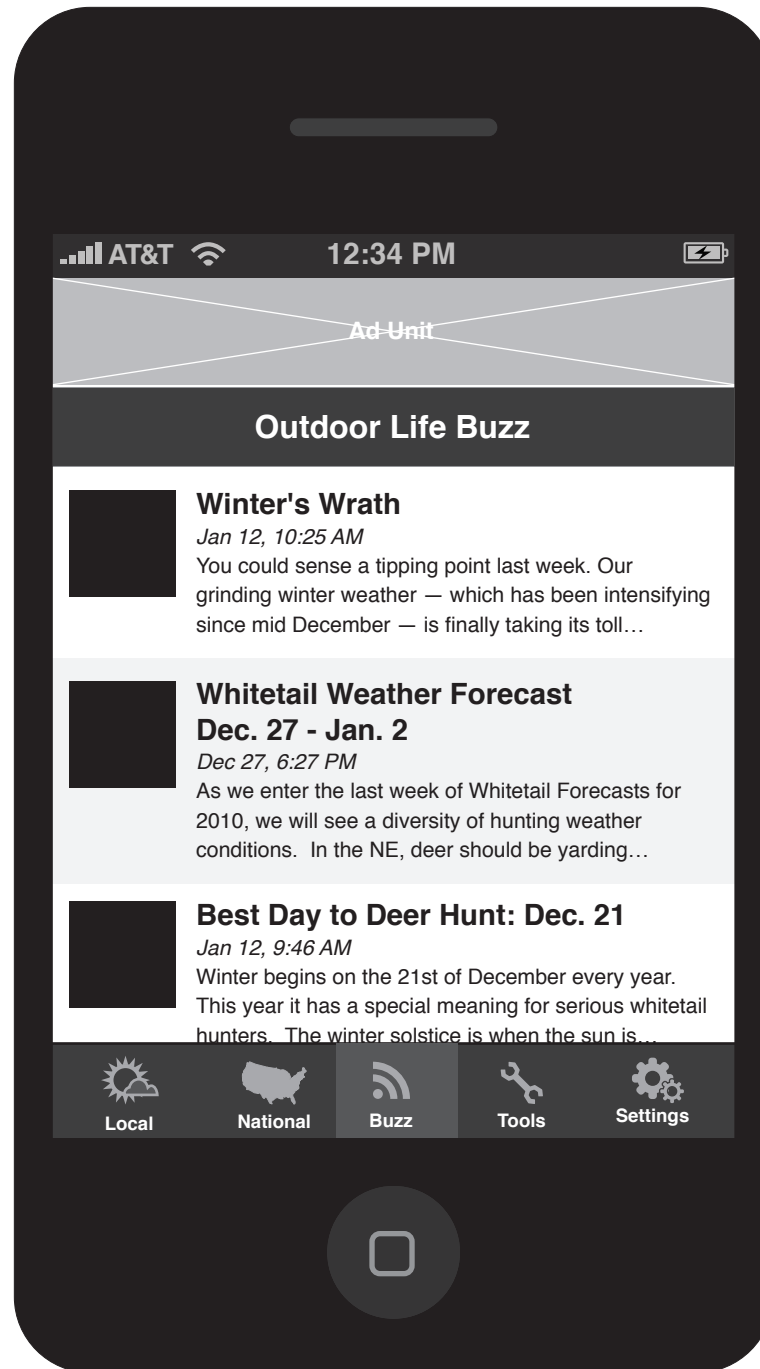 AT&T 12:34 PM
Ad Unit
Outdoor Life Buzz
Winter's Wrath
Jan 12, 10:25 AM
You could sense a tipping point last week. Our
grinding winter weather — which has been intensifying
since mid December — is finally taking its toll…
Whitetail Weather Forecast
Dec. 27 - Jan. 2
Dec 27, 6:27 PM
As we enter the last week of Whitetail Forecasts for
2010, we will see a diversity of hunting weather
conditions.  In the NE, deer should be yarding…
Best Day to Deer Hunt: Dec. 21
Jan 12, 9:46 AM
Winter begins on the 21st of December every year.
This year it has a special meaning for serious whitetail
hunters.  The winter solstice is when the sun is…
Local National Buzz Tools Settings